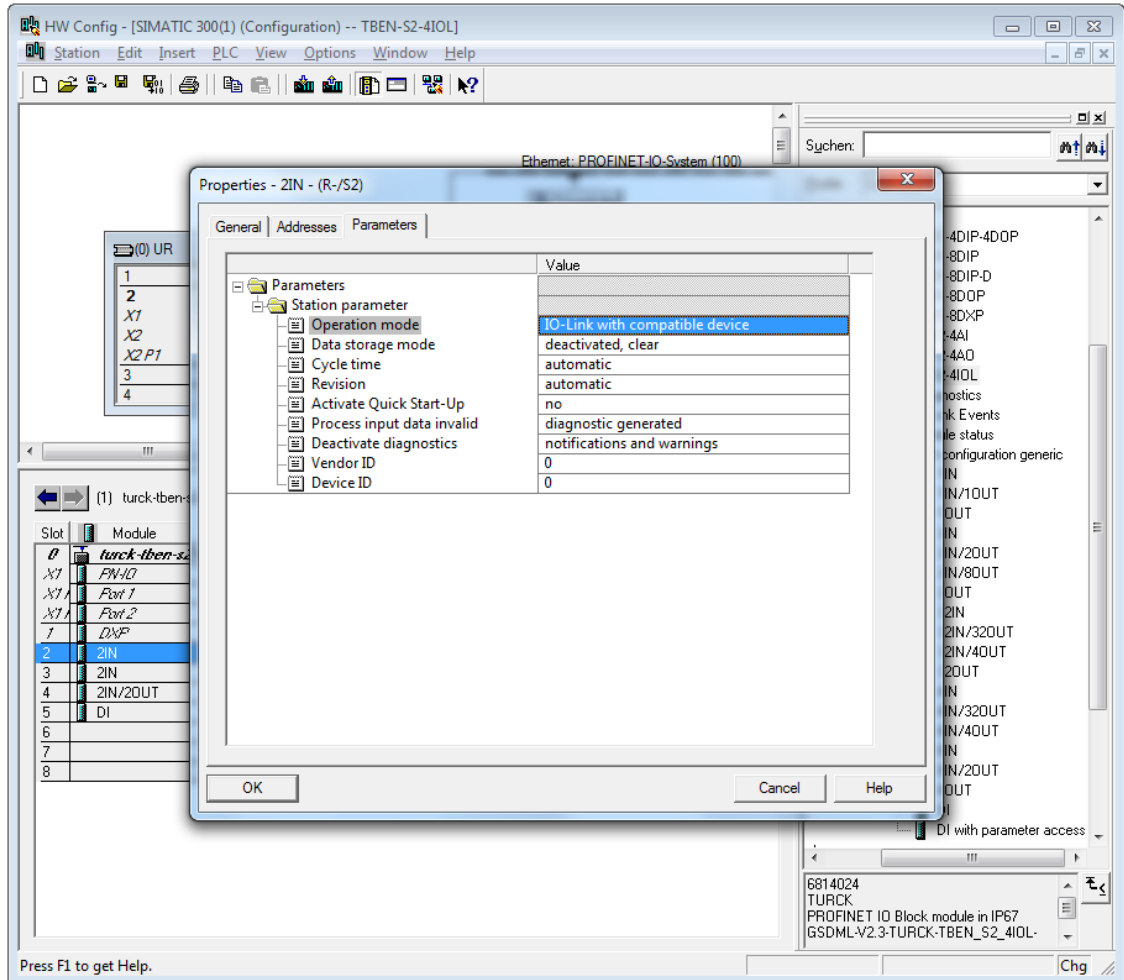 HW Config - [SIMATIC 300(1) (Configuration) -- TBEN-S2-4IOL]
Station Edit Insert PLC View Options Window Help
Suchen:
Ethernet: PROFINET-IO-System (100)
Properties - 2IN - (R-/S2)
General Addresses Parameters
Value
Parameters
Station parameter
Operation mode IO-Link with compatible device
Data storage mode deactivated, clear
Cycle time automatic
Revision automatic
Activate Quick Start-Up no
Process input data invalid diagnostic generated
Deactivate diagnostics notifications and warnings
Vendor ID 0
Device ID 0
OK Cancel Help
(0) UR
1
2
X1
X2
X2 P1
3
4
(1) turck-tben-s
Slot Module
0 turck-tben-s2
X1 PN-IO
X1 Port 1
X1 Port 2
1 DXP
2 2IN
3 2IN
4 2IN/2OUT
5 DI
6
7
8
-4DIP-4DOP
-8DIP
-8DIP-D
-8DOP
-8DXP
-4AI
-4AO
-4IOL
nostics
nk Events
ule status
configuration generic
IN
IN/1OUT
OUT
IN
IN/2OUT
IN/8OUT
OUT
2IN
2IN/32OUT
2IN/4OUT
2OUT
IN
IN/32OUT
IN/4OUT
IN
IN/2OUT
OUT
DI with parameter access
6814024
TURCK
PROFINET IO Block module in IP67
GSDML-V2.3-TURCK-TBEN_S2_4IOL-
Press F1 to get Help.
Chg